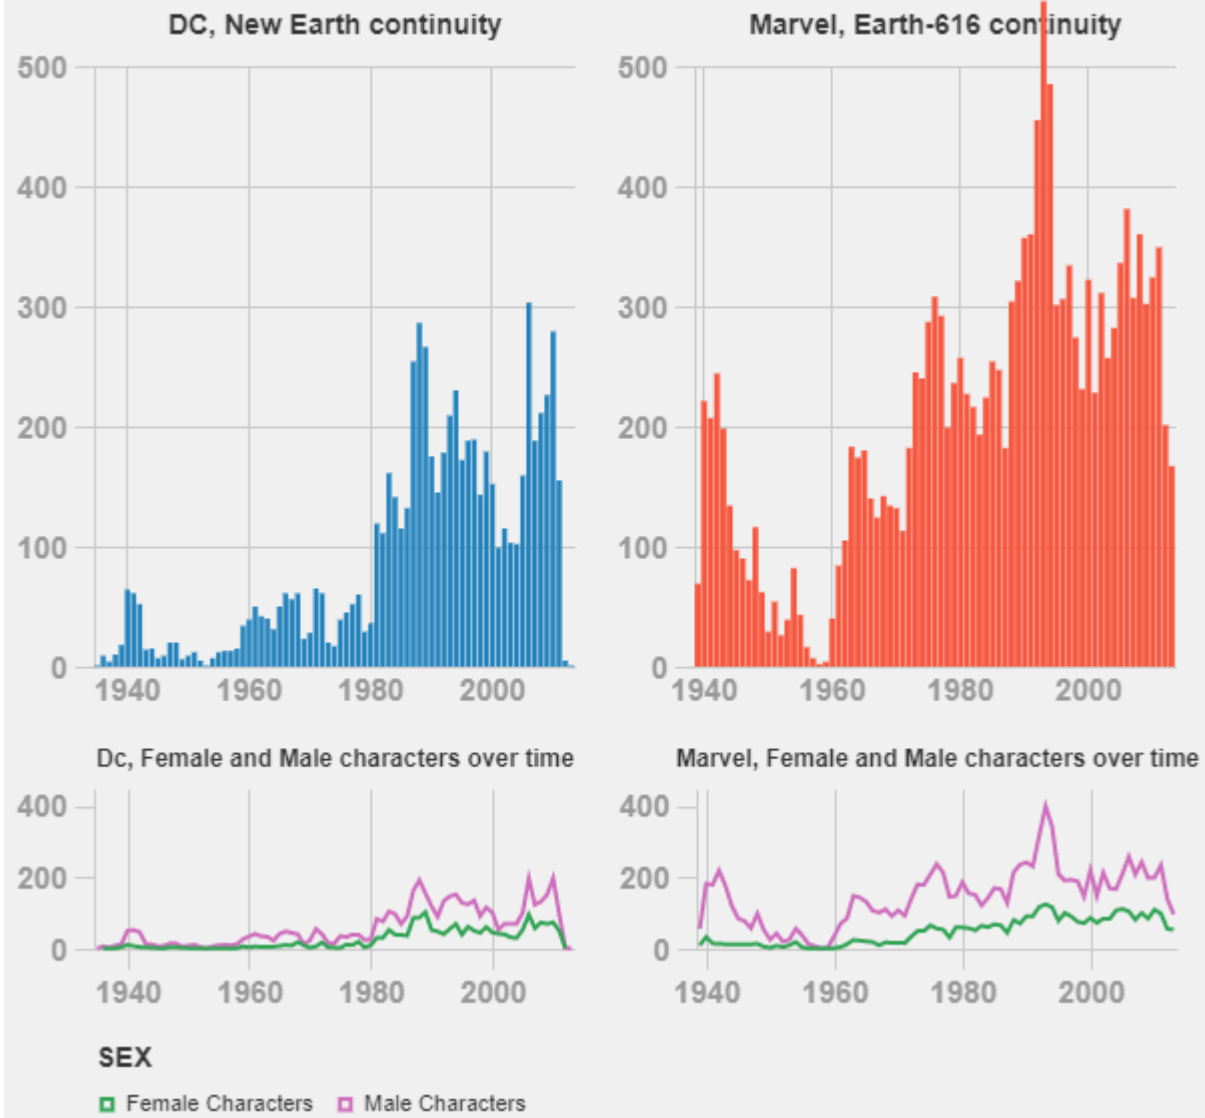 DC, New Earth continuity
Marvel, Earth-616 continuity
500
400
300
200
100
0
1940 1960 1980 2000
500
400
300
200
100
0
1940 1960 1980 2000
Dc, Female and Male characters over time
Marvel, Female and Male characters over time
400
200
0
1940 1960 1980 2000
400
200
0
1940 1960 1980 2000
SEX
Female Characters Male Characters